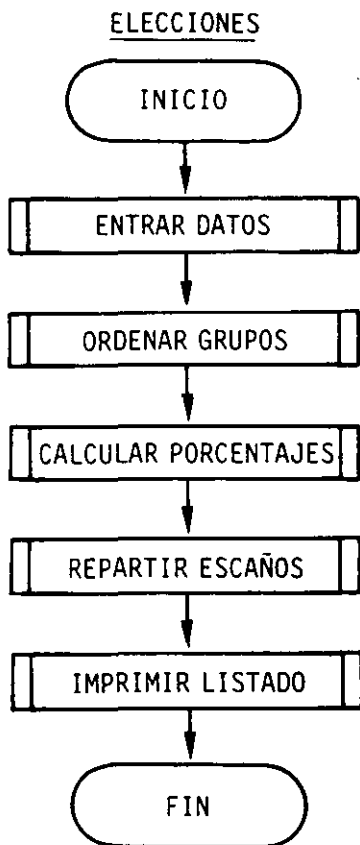 ELECCIONES
INICIO
ENTRAR DATOS
ORDENAR GRUPOS
CALCULAR PORCENTAJES
REPARTIR ESCAÑOS
IMPRIMIR LISTADO
FIN